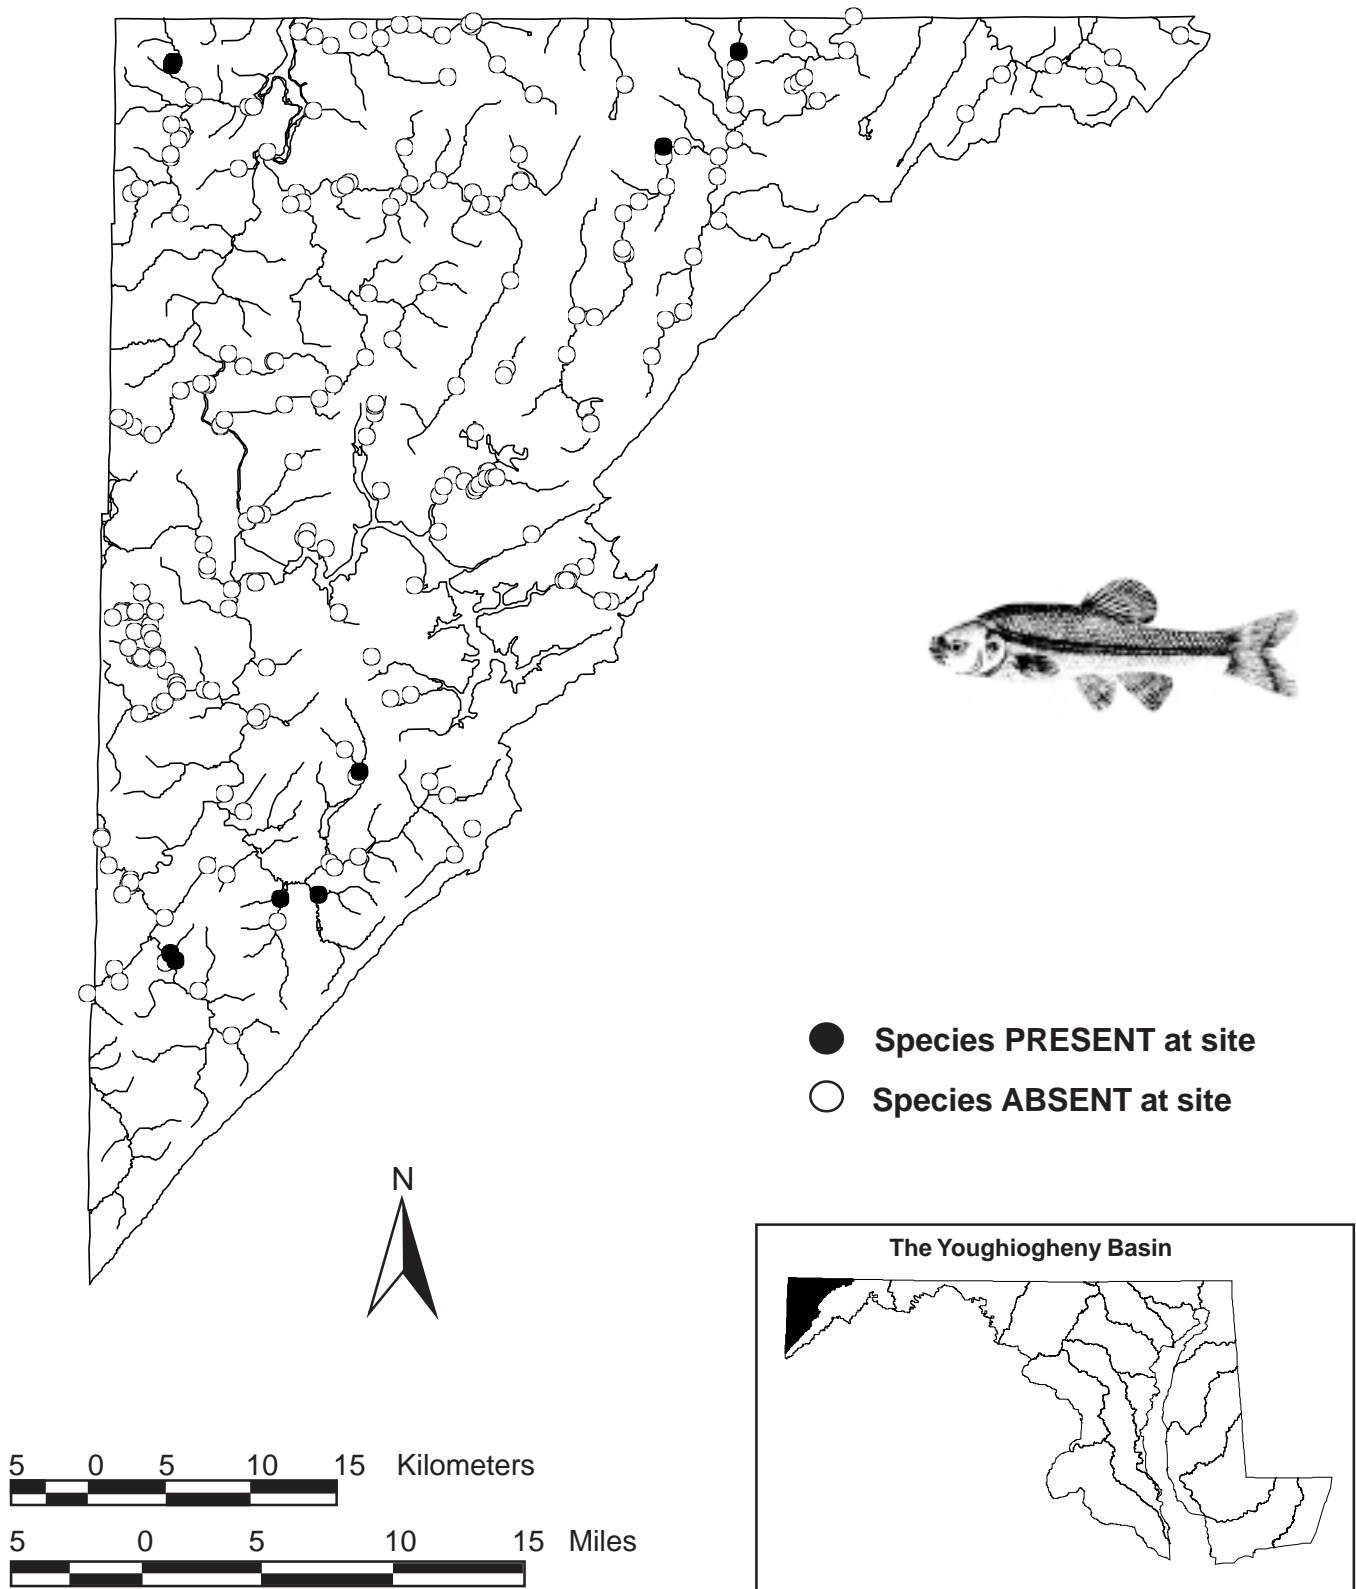 Species PRESENT at site
Species ABSENT at site
N
The Youghiogheny Basin
5 0 5 10 15 Kilometers
5 0 5 10 15 Miles